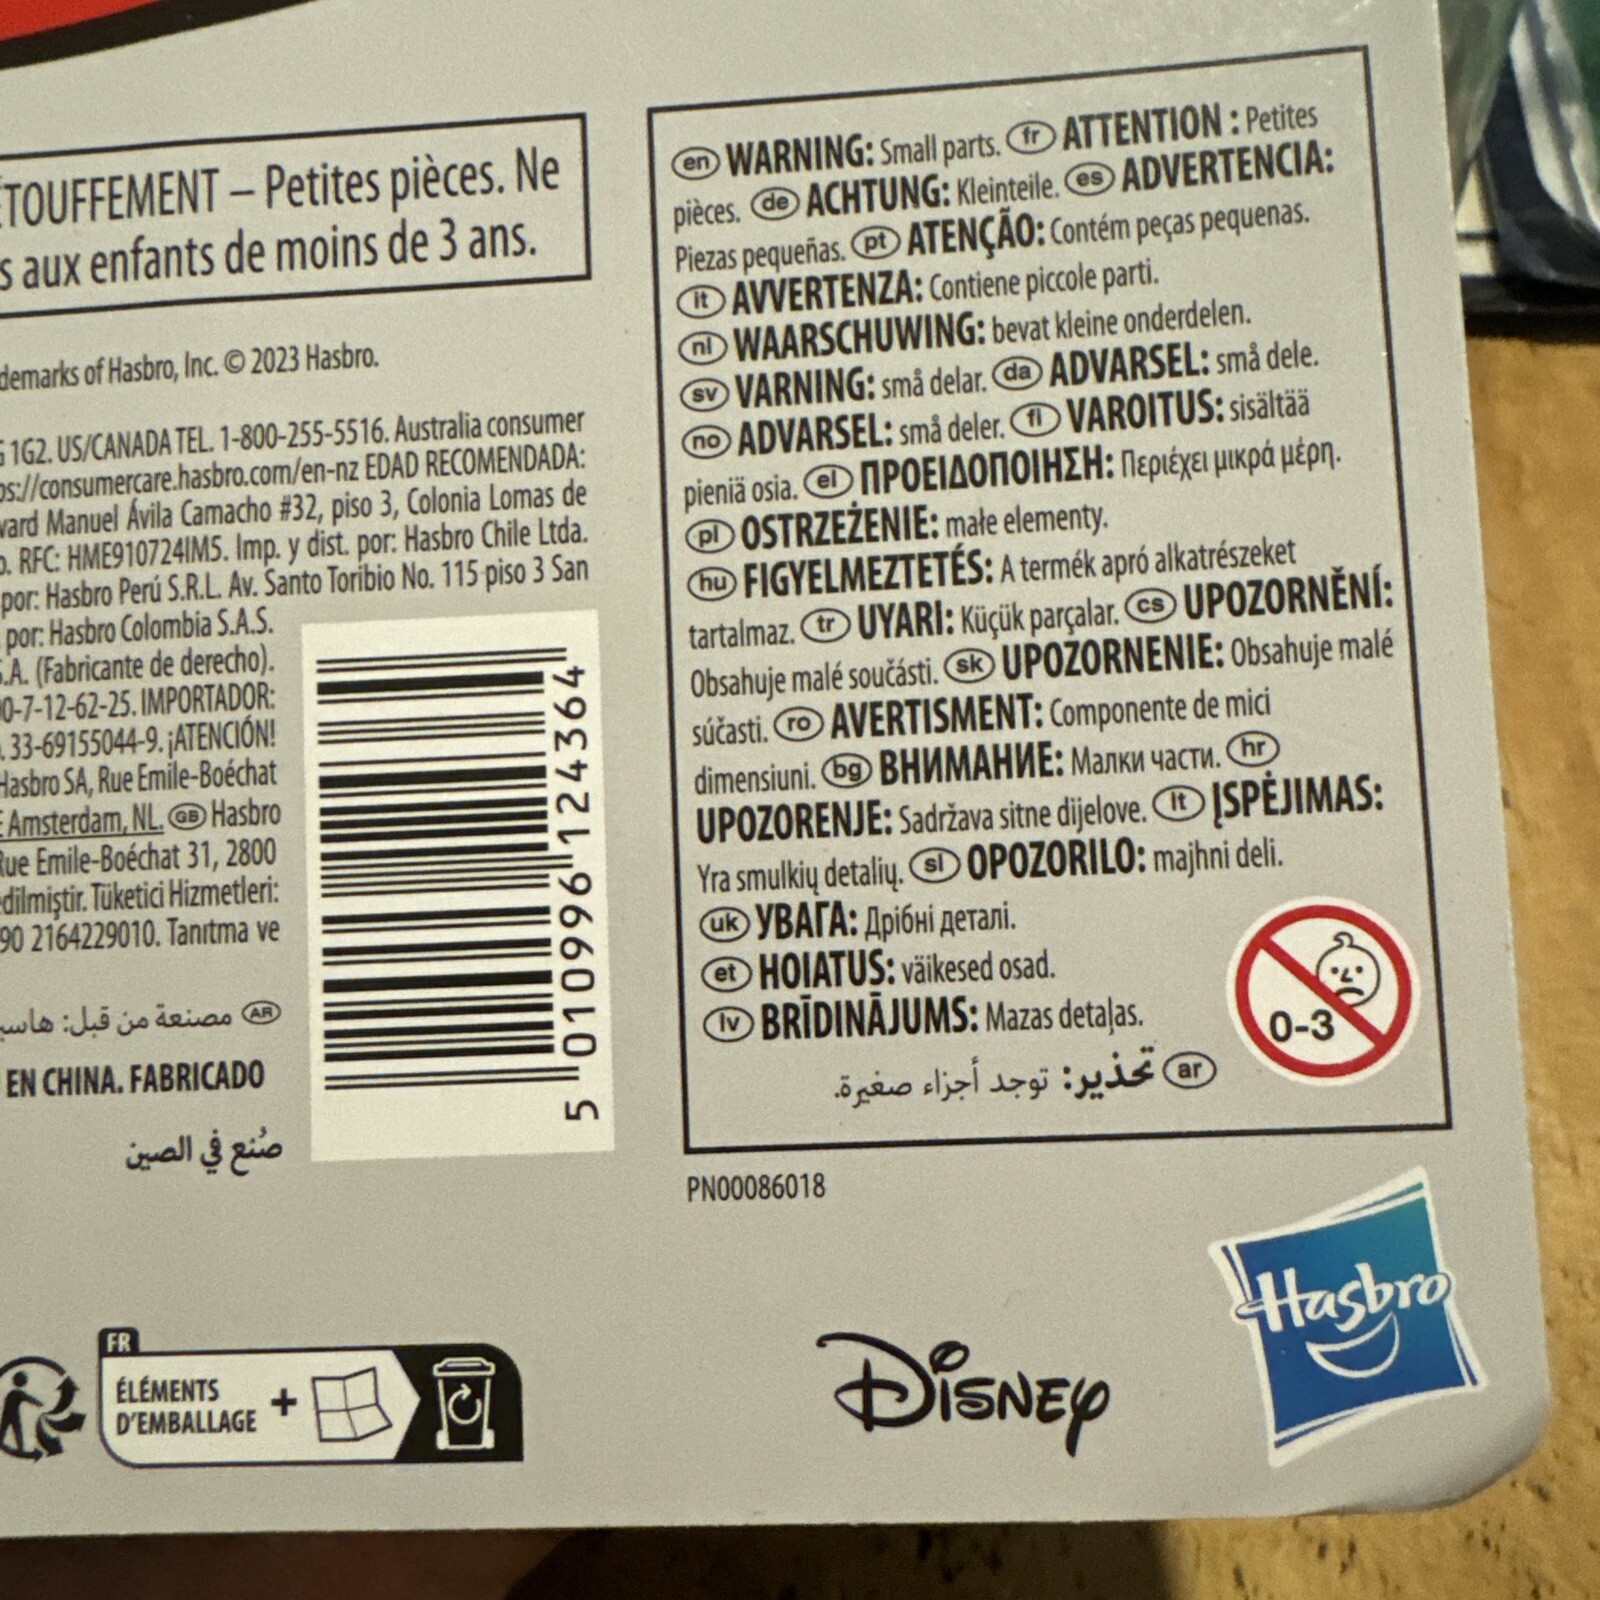 ÉTOUFFEMENT – Petites pièces. Ne
s aux enfants de moins de 3 ans.
demarks of Hasbro, Inc. © 2023 Hasbro.
1G2. US/CANADA TEL. 1-800-255-5516. Australia consumer
ps://consumercare.hasbro.com/en-nz EDAD RECOMENDADA:
vard Manuel Ávila Camacho #32, piso 3, Colonia Lomas de
o. RFC: HME910724IM5. Imp. y dist. por: Hasbro Chile Ltda.
por: Hasbro Perú S.R.L. Av. Santo Toribio No. 115 piso 3 San
por: Hasbro Colombia S.A.S.
S.A. (Fabricante de derecho).
00-7-12-62-25. IMPORTADOR:
. 33-69155044-9. ¡ATENCIÓN!
Hasbro SA, Rue Emile-Boéchat
E Amsterdam, NL. GB Hasbro
Rue Emile-Boéchat 31, 2800
edilmiştir. Tüketici Hizmetleri:
90 2164229010. Tanıtma ve
AR مصنعة من قبل: هاسب
EN CHINA. FABRICADO
صُنع في الصين
5 010996 124364
en WARNING: Small parts. fr ATTENTION : Petites
pièces. de ACHTUNG: Kleinteile. es ADVERTENCIA:
Piezas pequeñas. pt ATENÇÃO: Contém peças pequenas.
it AVVERTENZA: Contiene piccole parti.
nl WAARSCHUWING: bevat kleine onderdelen.
sv VARNING: små delar. da ADVARSEL: små dele.
no ADVARSEL: små deler. fi VAROITUS: sisältää
pieniä osia. el ΠΡΟΕΙΔΟΠΟΙΗΣΗ: Περιέχει μικρά μέρη.
pl OSTRZEŻENIE: małe elementy.
hu FIGYELMEZTETÉS: A termék apró alkatrészeket
tartalmaz. tr UYARI: Küçük parçalar. cs UPOZORNĚNÍ:
Obsahuje malé součásti. sk UPOZORNENIE: Obsahuje malé
súčasti. ro AVERTISMENT: Componente de mici
dimensiuni. bg ВНИМАНИЕ: Малки части. hr
UPOZORENJE: Sadržava sitne dijelove. lt ĮSPĖJIMAS:
Yra smulkių detalių. sl OPOZORILO: majhni deli.
uk УВАГА: Дрібні деталі.
et HOIATUS: väikesed osad.
lv BRĪDINĀJUMS: Mazas detaļas.
ar تحذير: توجد أجزاء صغيرة.
0-3
PN00086018
FR
ÉLÉMENTS
D'EMBALLAGE +
Disney
Hasbro